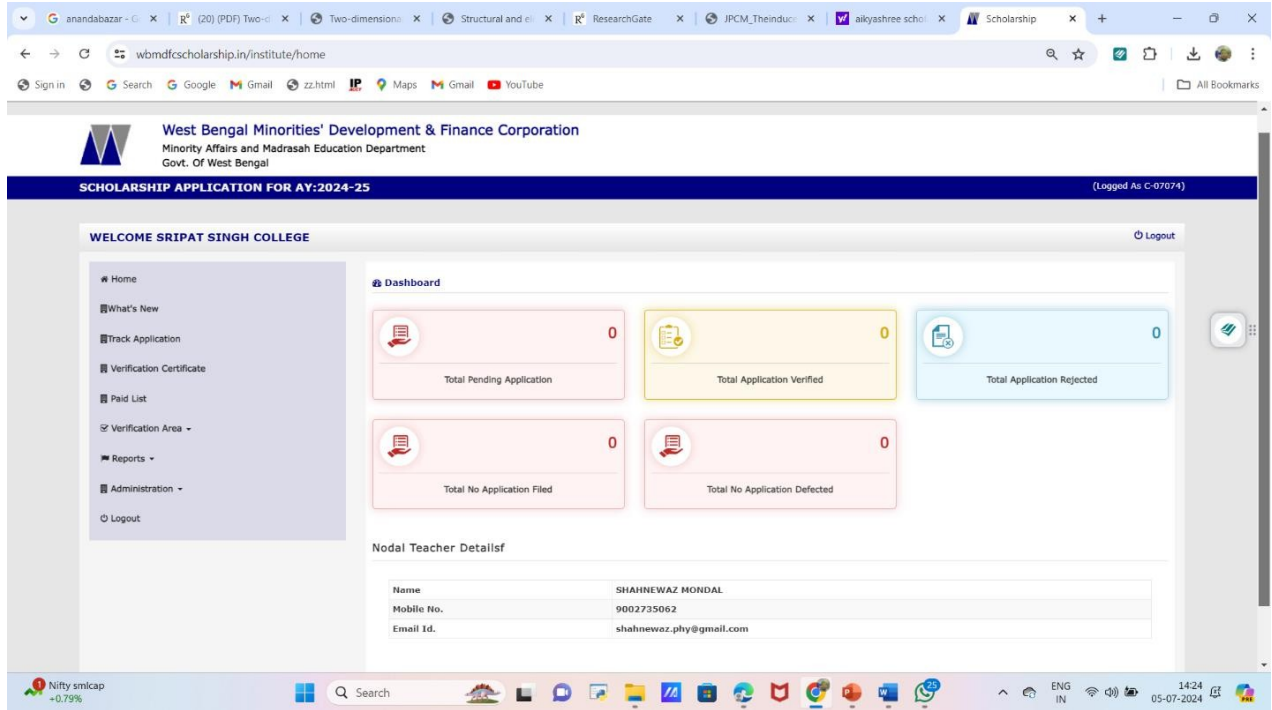 anandabazar - G
(20) (PDF) Two-d
Two-dimensiona
Structural and el
ResearchGate
JPCM_Theinduc
aikyashree schol
Scholarship
wbmdfcscholarship.in/institute/home
Sign in
Search
Google
Gmail
zz.html
Maps
Gmail
YouTube
All Bookmarks
West Bengal Minorities' Development & Finance Corporation
Minority Affairs and Madrasah Education Department
Govt. Of West Bengal
SCHOLARSHIP APPLICATION FOR AY:2024-25
(Logged As C-07074)
WELCOME SRIPAT SINGH COLLEGE
Logout
Home
What's New
Track Application
Verification Certificate
Paid List
Verification Area
Reports
Administration
Logout
Dashboard
0
Total Pending Application
0
Total Application Verified
0
Total Application Rejected
0
Total No Application Filed
0
Total No Application Defected
Nodal Teacher Detailsf
Name SHAHNEWAZ MONDAL
Mobile No. 9002735062
Email Id. shahnewaz.phy@gmail.com
1
Nifty smlcap
+0.79%
Search
25
ENG
IN
14:24
05-07-2024
PRE